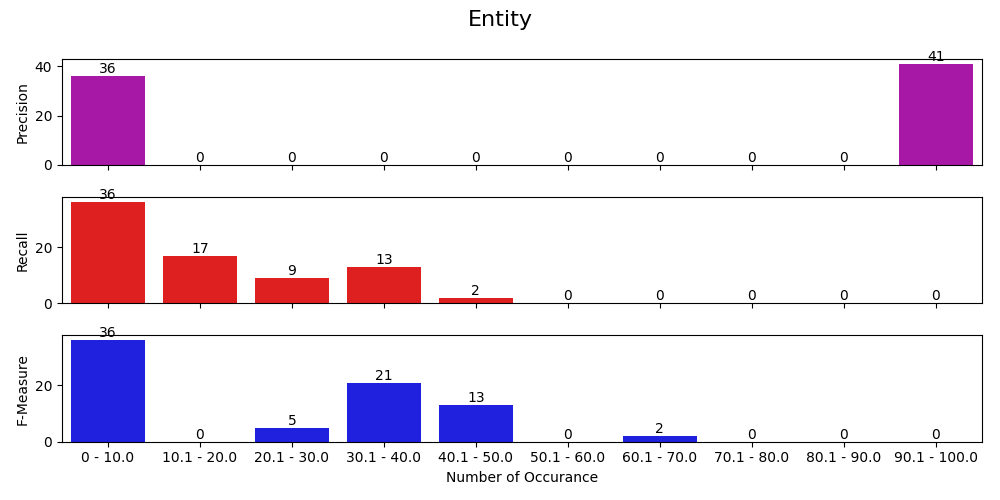 Entity
Precision
40
20
0
36 0 0 0 0 0 0 0 0 41
Recall
20
0
36 17 9 13 2 0 0 0 0 0
F-Measure
20
0
36 0 5 21 13 0 2 0 0 0
0 - 10.0 10.1 - 20.0 20.1 - 30.0 30.1 - 40.0 40.1 - 50.0 50.1 - 60.0 60.1 - 70.0 70.1 - 80.0 80.1 - 90.0 90.1 - 100.0
Number of Occurance